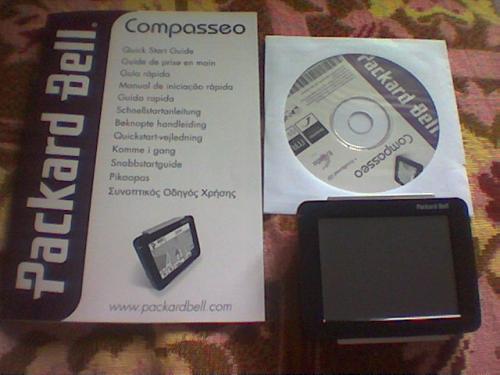 Packard Bell
Compasseo
Quick Start Guide
Guide de prise en main
Guía rápida
Manual de iniciação rápida
Guida rapida
Schnellstartanleitung
Beknopte handleiding
Quickstart-vejledning
Komme i gang
Snabbstartguide
Pikaopas
Συνοπτικός Οδηγός Χρήσης
www.packardbell.com
Packard Bell
Compasseo
Packard Bell